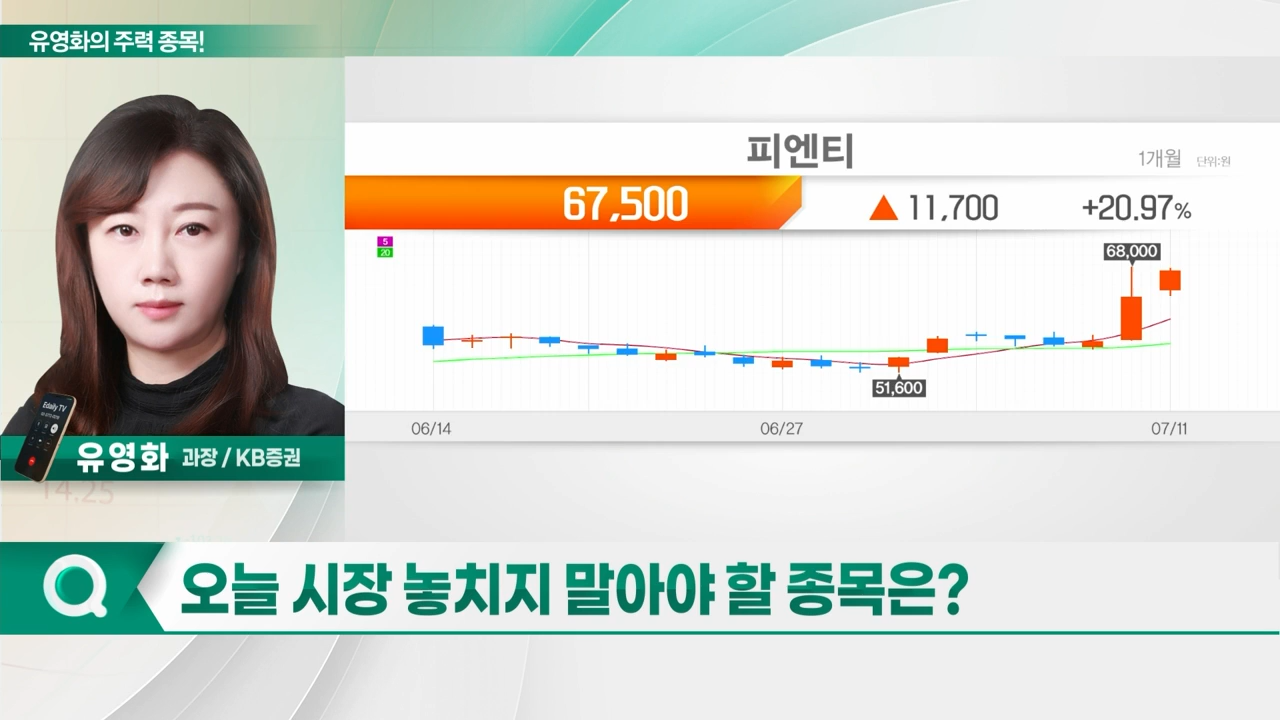 유영화의 주력 종목!
피엔티
1개월 단위:원
67,500 ▲ 11,700 +20.97%
5
20
68,000
51,600
06/14 06/27 07/11
Edaily TV
유영화 과장 / KB증권
14.25
오늘 시장 놓치지 말아야 할 종목은?